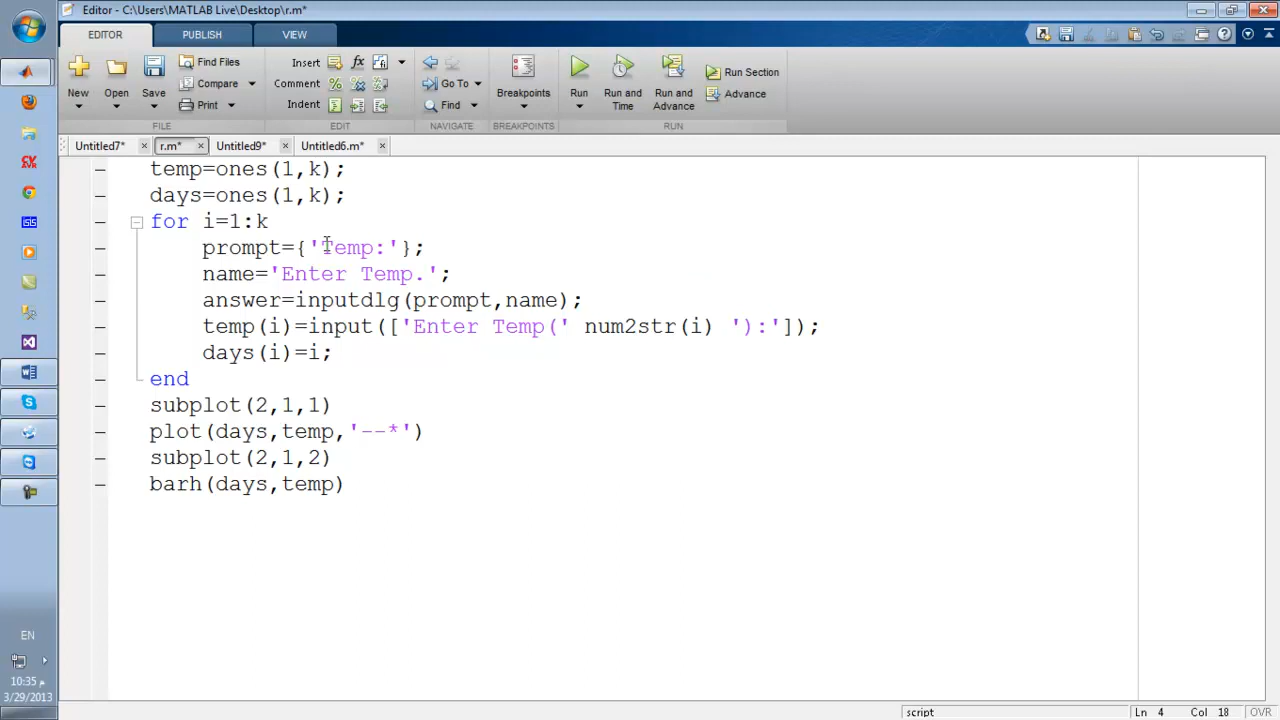 Editor - C:\Users\MATLAB Live\Desktop\r.m*
EDITOR PUBLISH VIEW
New Open Save Find Files Compare Print
Insert Comment Indent
Go To Find
Breakpoints
Run Run and Time Run and Advance Run Section Advance
FILE EDIT NAVIGATE BREAKPOINTS RUN
Untitled7* r.m* Untitled9* Untitled6.m*
temp=ones(1,k);
days=ones(1,k);
for i=1:k
prompt={'Temp:'};
name='Enter Temp.';
answer=inputdlg(prompt,name);
temp(i)=input(['Enter Temp(' num2str(i) '):']);
days(i)=i;
end
subplot(2,1,1)
plot(days,temp,'--*')
subplot(2,1,2)
barh(days,temp)
EN
10:35 م
3/29/2013
script Ln 4 Col 18 OVR